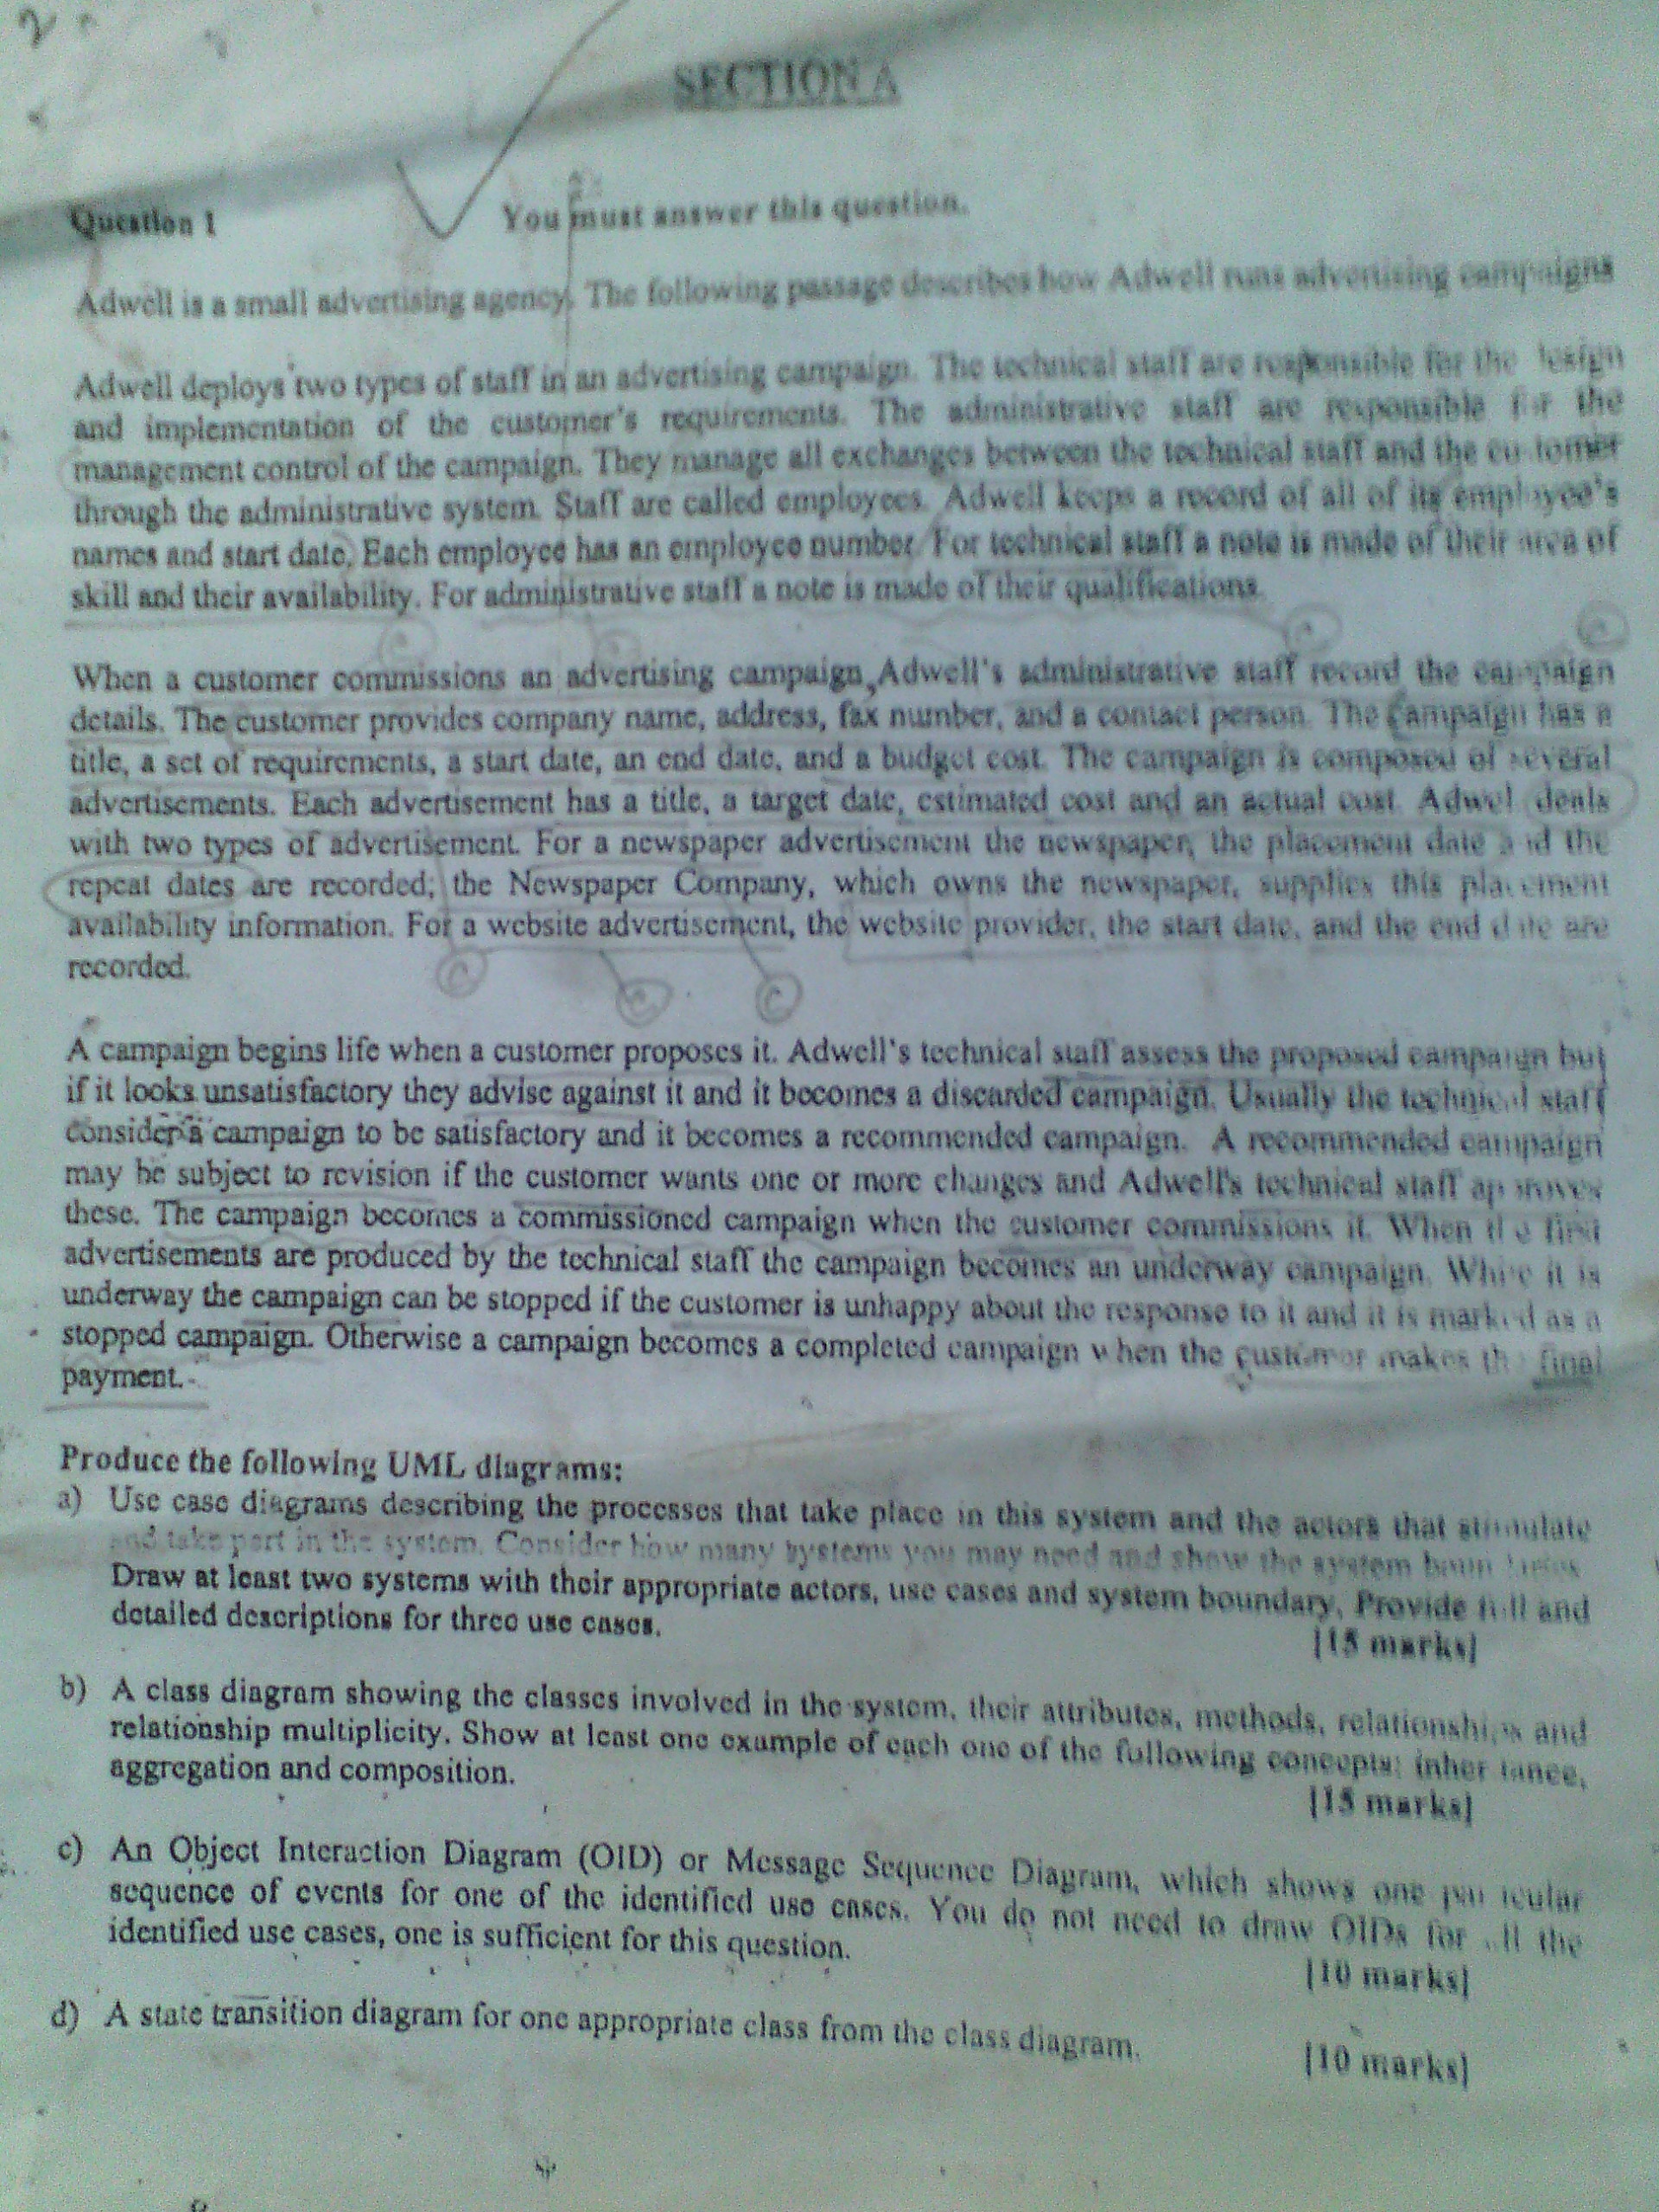 2.
SECTION A
Question 1 You must answer this question.
Adwell is a small advertising agency. The following passage describes how Adwell runs advertising campaigns
Adwell deploys two types of staff in an advertising campaign. The technical staff are responsible for the design
and implementation of the customer's requirements. The administrative staff are responsible for the
management control of the campaign. They manage all exchanges between the technical staff and the customer
through the administrative system. Staff are called employees. Adwell keeps a record of all of its employee's
names and start date. Each employee has an employee number. For technical staff a note is made of their area of
skill and their availability. For administrative staff a note is made of their qualifications.
When a customer commissions an advertising campaign, Adwell's administrative staff record the campaign
details. The customer provides company name, address, fax number, and a contact person. The campaign has a
title, a set of requirements, a start date, an end date, and a budget cost. The campaign is composed of several
advertisements. Each advertisement has a title, a target date, estimated cost and an actual cost. Adwell deals
with two types of advertisement. For a newspaper advertisement the newspaper, the placement date and the
repeat dates are recorded; the Newspaper Company, which owns the newspaper, supplies this placement
availability information. For a website advertisement, the website provider, the start date, and the end date are
recorded.
A campaign begins life when a customer proposes it. Adwell's technical staff assess the proposed campaign but
if it looks unsatisfactory they advise against it and it becomes a discarded campaign. Usually the technical staff
consider a campaign to be satisfactory and it becomes a recommended campaign. A recommended campaign
may be subject to revision if the customer wants one or more changes and Adwell's technical staff approves
these. The campaign becomes a commissioned campaign when the customer commissions it. When the first
advertisements are produced by the technical staff the campaign becomes an underway campaign. While it is
underway the campaign can be stopped if the customer is unhappy about the response to it and it is marked as a
stopped campaign. Otherwise a campaign becomes a completed campaign when the customer makes the final
payment.
Produce the following UML diagrams:
a) Use case diagrams describing the processes that take place in this system and the actors that stimulate
and take part in the system. Consider how many systems you may need and show the system boundaries
Draw at least two systems with their appropriate actors, use cases and system boundary. Provide full and
detailed descriptions for three use cases.
[15 marks]
b) A class diagram showing the classes involved in the system, their attributes, methods, relationships and
relationship multiplicity. Show at least one example of each one of the following concepts: inheritance,
aggregation and composition.
[15 marks]
c) An Object Interaction Diagram (OID) or Message Sequence Diagram, which shows one particular
sequence of events for one of the identified use cases. You do not need to draw OIDs for all the
identified use cases, one is sufficient for this question.
[10 marks]
d) A state transition diagram for one appropriate class from the class diagram.
[10 marks]